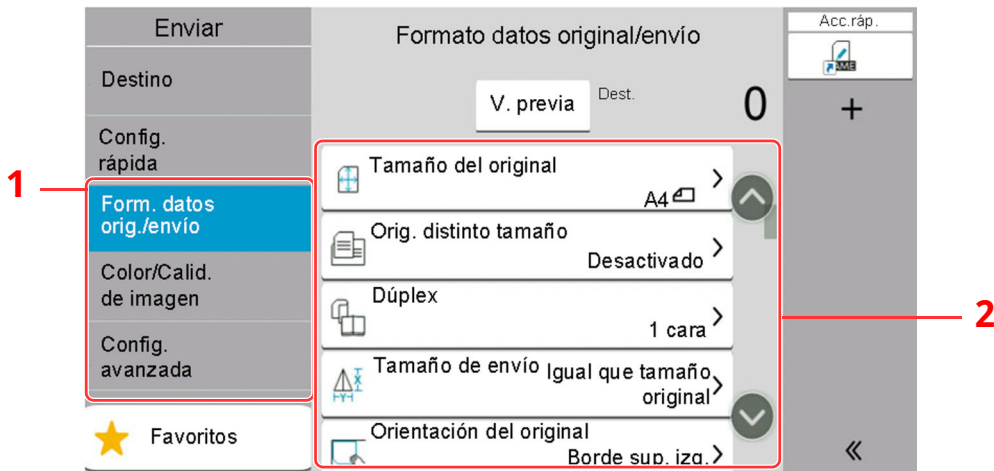 Enviar
Destino
Config.
rápida
Form. datos
orig./envío
Color/Calid.
de imagen
Config.
avanzada
Favoritos
Formato datos original/envío
V. previa
Dest.
0
Tamaño del original
A4
Orig. distinto tamaño
Desactivado
Dúplex
1 cara
Tamaño de envío
Igual que tamaño
original
Orientación del original
Borde sup. izq.
Acc.ráp.
AME
1
2